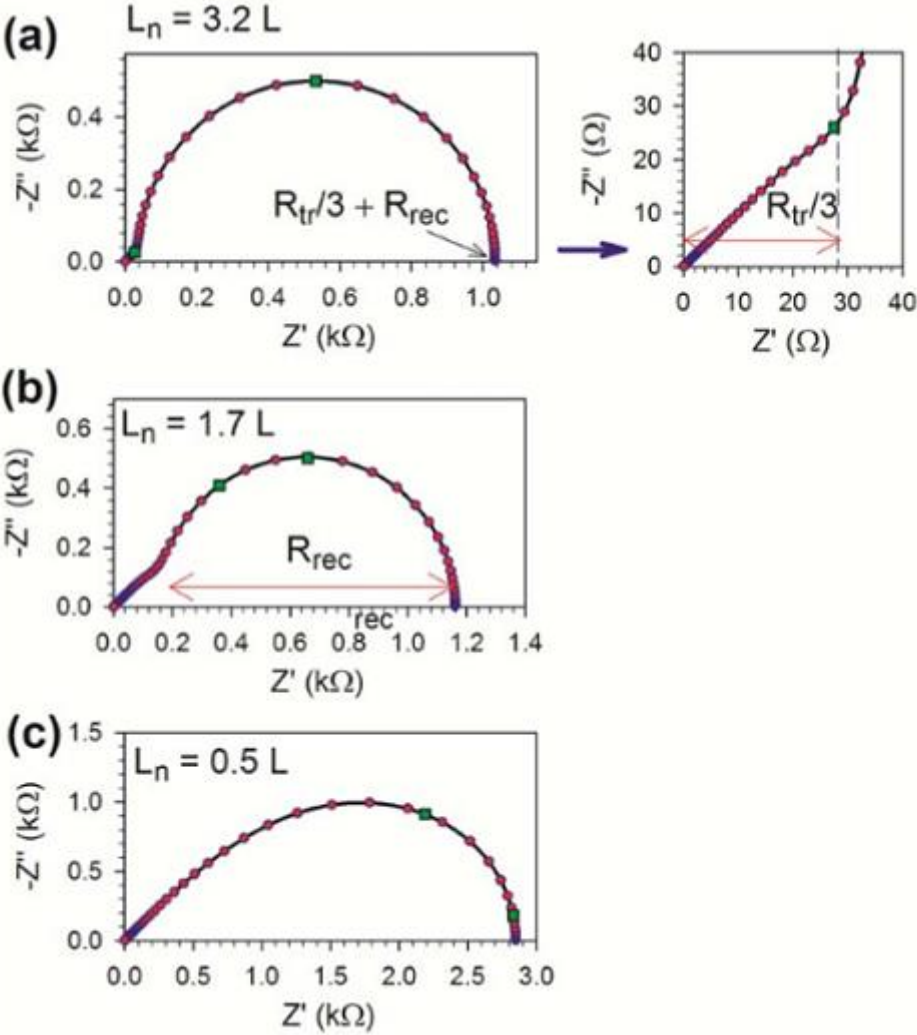 (a)
L_n = 3.2 L
-Z'' (kΩ)
0.4
0.2
0.0
R_tr/3 + R_rec
0.0 0.2 0.4 0.6 0.8 1.0
Z' (kΩ)
-Z'' (Ω)
40
30
20
10
0
R_tr/3
0 10 20 30 40
Z' (Ω)
(b)
L_n = 1.7 L
-Z'' (kΩ)
0.6
0.4
0.2
0.0
R_rec
rec
0.0 0.2 0.4 0.6 0.8 1.0 1.2 1.4
Z' (kΩ)
(c)
L_n = 0.5 L
-Z'' (kΩ)
1.5
1.0
0.5
0.0
0.0 0.5 1.0 1.5 2.0 2.5 3.0
Z' (kΩ)